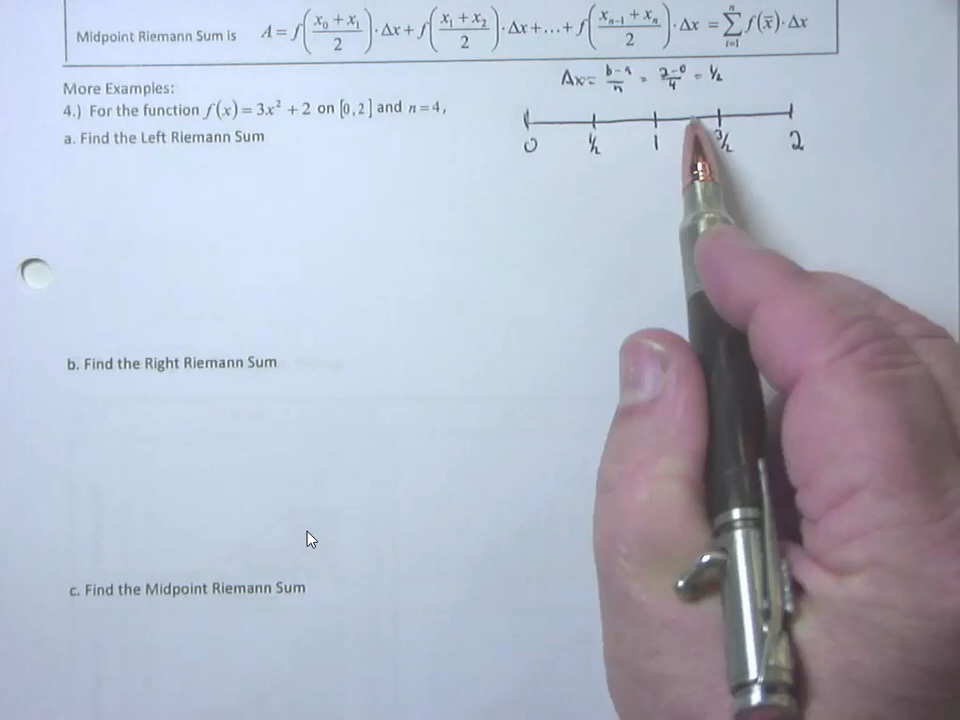 Midpoint Riemann Sum is A = f((x₀ + x₁)/2)·Δx + f((x₁ + x₂)/2)·Δx + … + f((xₙ₋₁ + xₙ)/2)·Δx = ∑ᵢ₌₁ⁿ f(x̅)·Δx
More Examples:
Δx = (b-a)/n = (2-0)/4 = 1/2
4.) For the function f(x) = 3x² + 2 on [0,2] and n = 4,
a. Find the Left Riemann Sum
0 1/2 1 3/2 2
b. Find the Right Riemann Sum
c. Find the Midpoint Riemann Sum